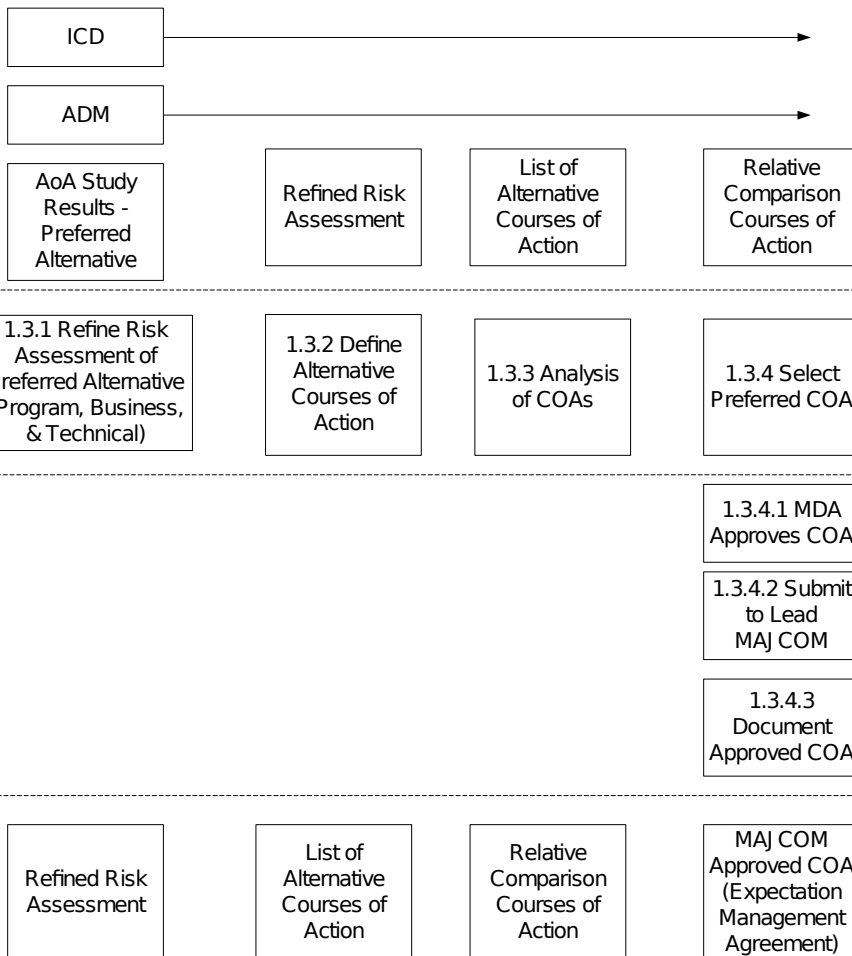 ICD
ADM
AoA Study
Results -
Preferred
Alternative
Refined Risk
Assessment
List of
Alternative
Courses of
Action
Relative
Comparison
Courses of
Action
1.3.1 Refine Risk
Assessment of
referred Alternative
Program, Business,
& Technical)
1.3.2 Define
Alternative
Courses of
Action
1.3.3 Analysis
of COAs
1.3.4 Select
Preferred COA
1.3.4.1 MDA
Approves COA
1.3.4.2 Submit
to Lead
MAJCOM
1.3.4.3
Document
Approved COA
Refined Risk
Assessment
List of
Alternative
Courses of
Action
Relative
Comparison
Courses of
Action
MAJCOM
Approved COA
(Expectation
Management
Agreement)